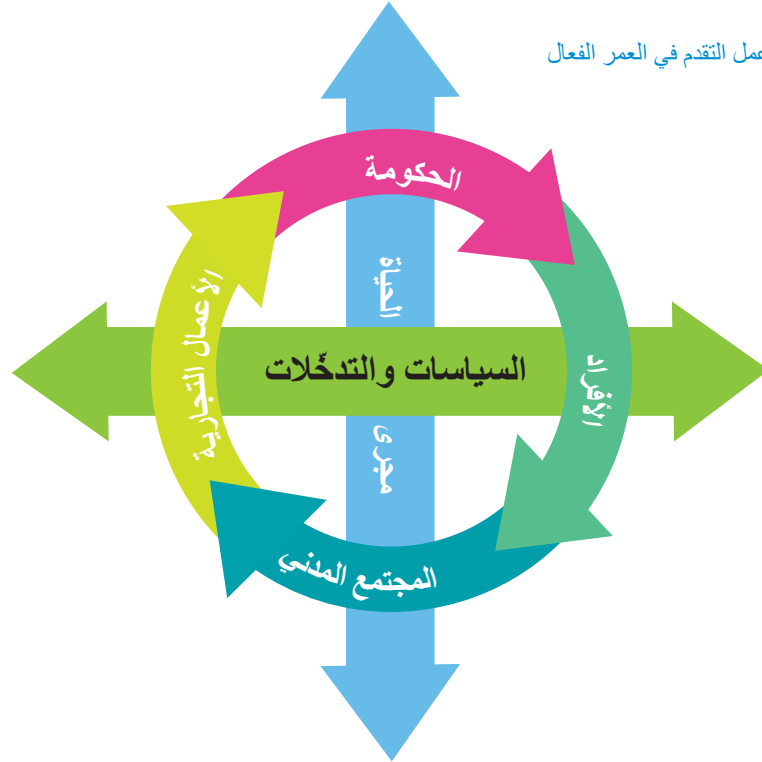 عمل التقدم في العمر الفعال
الحكومة
الأفراد
المجتمع المدني
الأعمال التجارية
السياسات والتدخّلات
مجرى الحياة